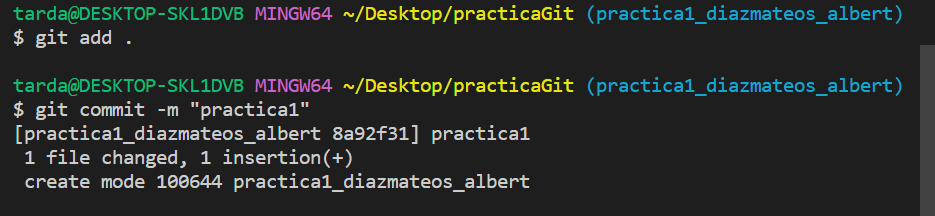 tarda@DESKTOP-SKL1DVB MINGW64 ~/Desktop/practicaGit (practica1_diazmateos_albert)
$ git add .
tarda@DESKTOP-SKL1DVB MINGW64 ~/Desktop/practicaGit (practica1_diazmateos_albert)
$ git commit -m "practica1"
[practica1_diazmateos_albert 8a92f31] practica1
 1 file changed, 1 insertion(+)
 create mode 100644 practica1_diazmateos_albert